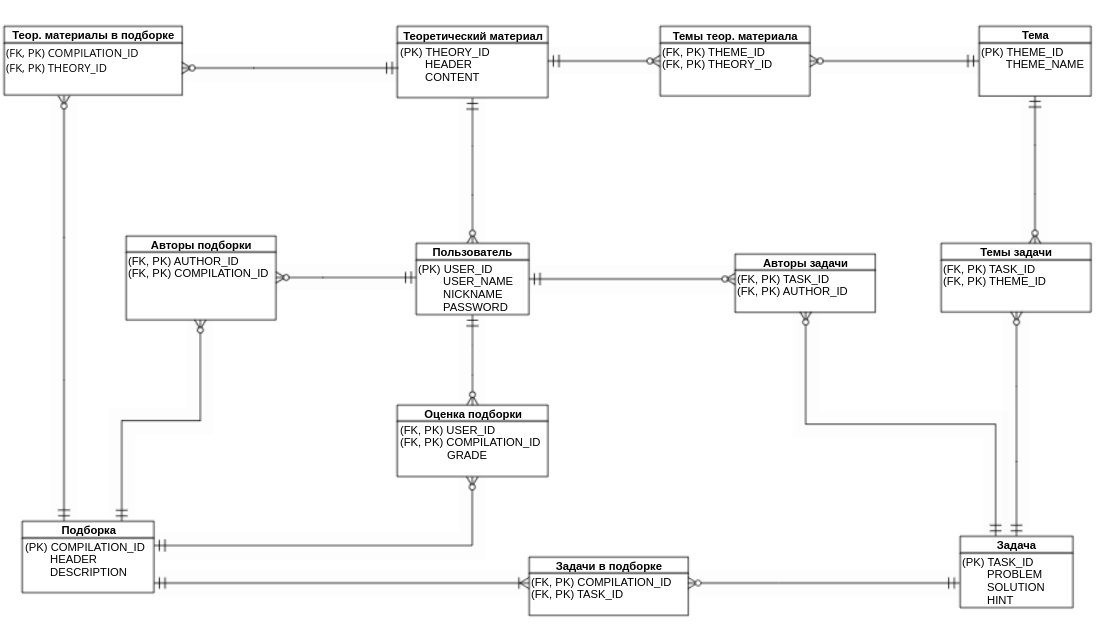 Теор. материалы в подборке
(FK, PK) COMPILATION_ID
(FK, PK) THEORY_ID
Теоретический материал
(PK) THEORY_ID
HEADER
CONTENT
Темы теор. материала
(FK, PK) THEME_ID
(FK, PK) THEORY_ID
Тема
(PK) THEME_ID
THEME_NAME
Авторы подборки
(FK, PK) AUTHOR_ID
(FK, PK) COMPILATION_ID
Пользователь
(PK) USER_ID
USER_NAME
NICKNAME
PASSWORD
Авторы задачи
(FK, PK) TASK_ID
(FK, PK) AUTHOR_ID
Темы задачи
(FK, PK) TASK_ID
(FK, PK) THEME_ID
Оценка подборки
(FK, PK) USER_ID
(FK, PK) COMPILATION_ID
GRADE
Подборка
(PK) COMPILATION_ID
HEADER
DESCRIPTION
Задачи в подборке
(FK, PK) COMPILATION_ID
(FK, PK) TASK_ID
Задача
(PK) TASK_ID
PROBLEM
SOLUTION
HINT